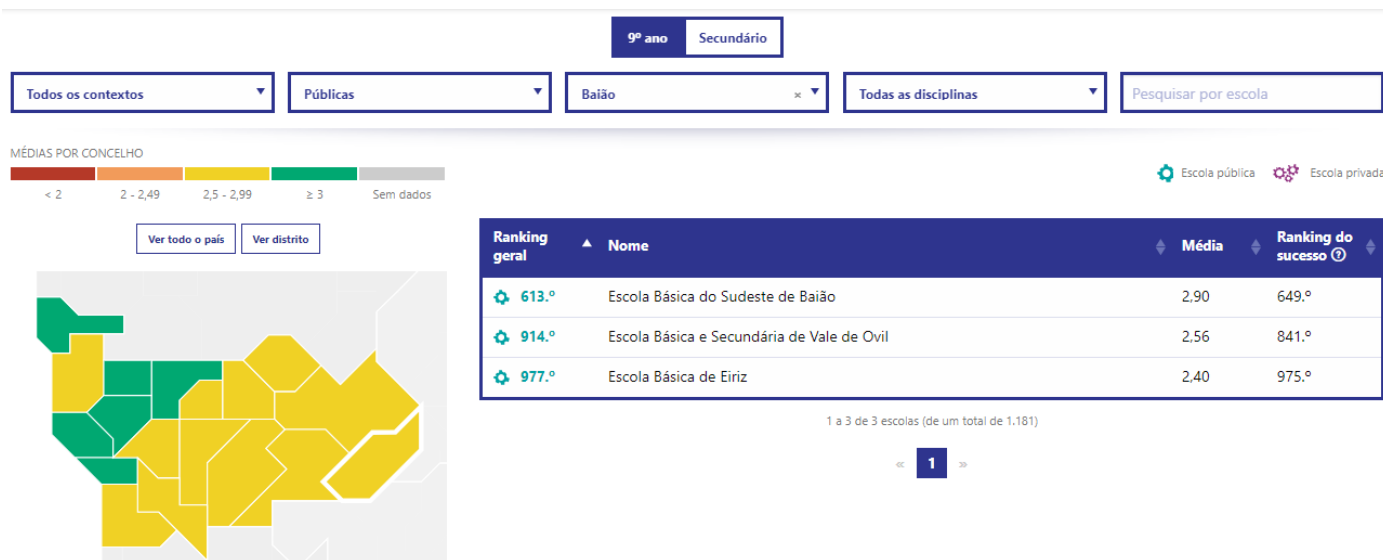 9º ano Secundário
Todos os contextos Públicas Baião × Todas as disciplinas Pesquisar por escola
MÉDIAS POR CONCELHO
< 2 2 - 2,49 2,5 - 2,99 ≥ 3 Sem dados
Escola pública Escola privada
Ver todo o país Ver distrito
Ranking geral Nome Média Ranking do sucesso ?
613.º Escola Básica do Sudeste de Baião 2,90 649.º
914.º Escola Básica e Secundária de Vale de Ovil 2,56 841.º
977.º Escola Básica de Eiriz 2,40 975.º
1 a 3 de 3 escolas (de um total de 1.181)
« 1 »